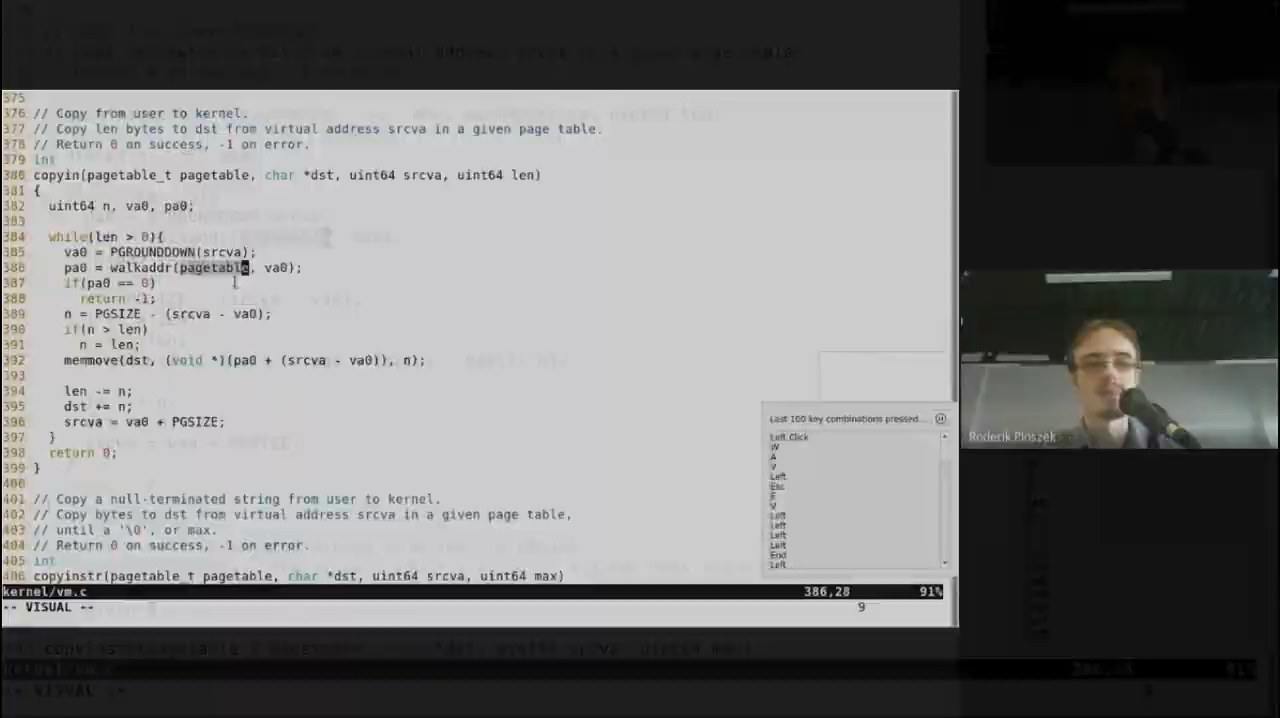 375
376 // Copy from user to kernel.
377 // Copy len bytes to dst from virtual address srcva in a given page table.
378 // Return 0 on success, -1 on error.
379 int
380 copyin(pagetable_t pagetable, char *dst, uint64 srcva, uint64 len)
381 {
382 uint64 n, va0, pa0;
383
384 while(len > 0){
385 va0 = PGROUNDDOWN(srcva);
386 pa0 = walkaddr(pagetable, va0);
387 if(pa0 == 0)
388 return -1;
389 n = PGSIZE - (srcva - va0);
390 if(n > len)
391 n = len;
392 memmove(dst, (void *)(pa0 + (srcva - va0)), n);
393
394 len -= n;
395 dst += n;
396 srcva = va0 + PGSIZE;
397 }
398 return 0;
399 }
400
401 // Copy a null-terminated string from user to kernel.
402 // Copy bytes to dst from virtual address srcva in a given page table,
403 // until a '\0', or max.
404 // Return 0 on success, -1 on error.
405 int
406 copyinstr(pagetable_t pagetable, char *dst, uint64 srcva, uint64 max)
kernel/vm.c 386,28 91%
-- VISUAL -- 9
Last 100 key combinations pressed...
Left Click
W
A
V
Left
Esc
F
V
Left
Left
Left
Left
End
Left
Roderik Ploszek